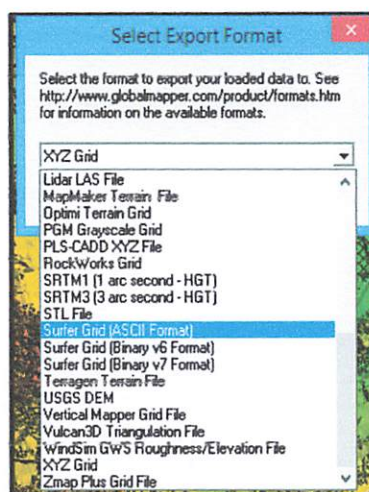 Select Export Format
Select the format to export your loaded data to. See
http://www.globalmapper.com/product/formats.htm
for information on the available formats.
XYZ Grid
Lidar LAS File
MapMaker Terrain File
Optimi Terrain Grid
PGM Grayscale Grid
PLS-CADD XYZ File
RockWorks Grid
SRTM1 (1 arc second - HGT)
SRTM3 (3 arc second - HGT)
STL File
Surfer Grid (ASCII Format)
Surfer Grid (Binary v6 Format)
Surfer Grid (Binary v7 Format)
Terragen Terrain File
USGS DEM
Vertical Mapper Grid File
Vulcan3D Triangulation File
WindSim GWS Roughness/Elevation File
XYZ Grid
Zmap Plus Grid File